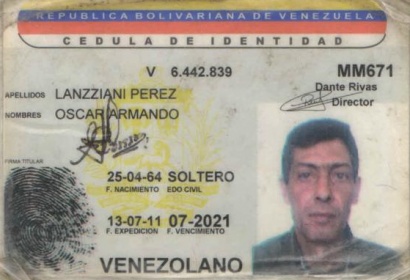 REPUBLICA BOLIVARIANA DE VENEZUELA
CEDULA DE IDENTIDAD
V 6.442.839
MM671
Dante Rivas
Director
APELLIDOS LANZZIANI PEREZ
NOMBRES OSCAR ARMANDO
FIRMA TITULAR
25-04-64 SOLTERO
F. NACIMIENTO EDO CIVIL
13-07-11 07-2021
F. EXPEDICION F. VENCIMIENTO
VENEZOLANO